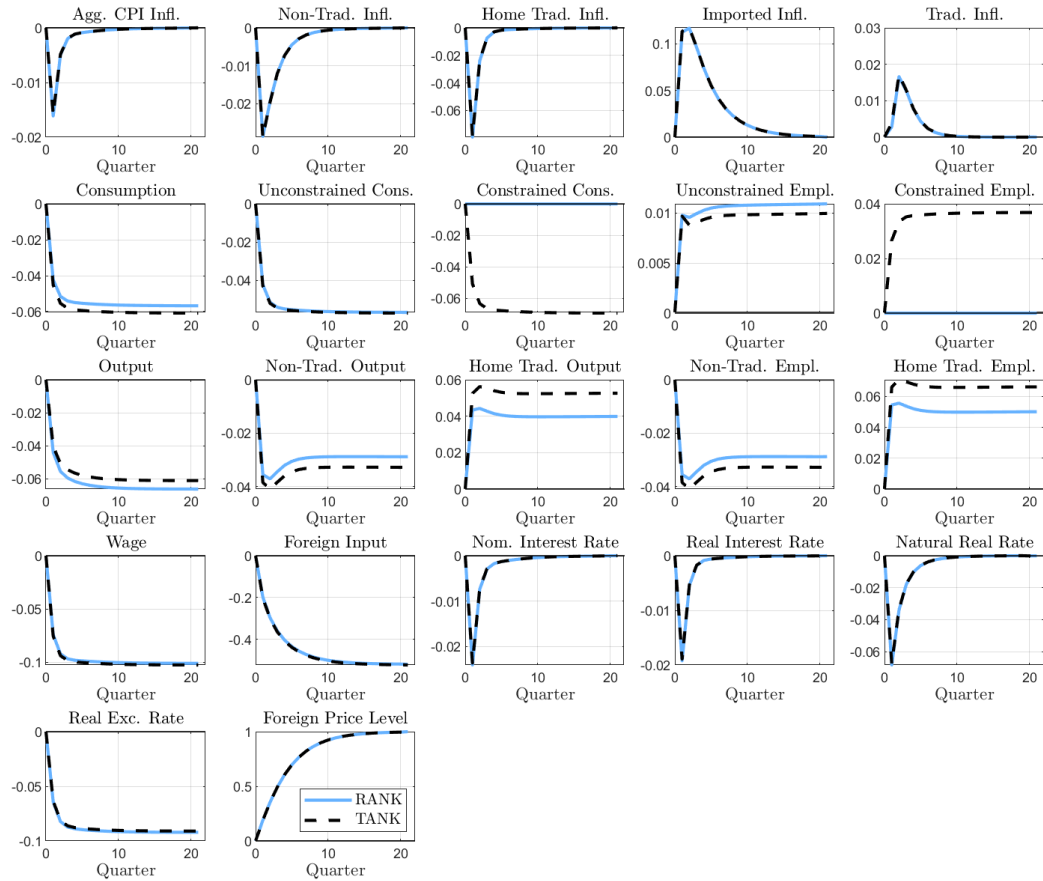 Agg. CPI Infl.
0
-0.01
-0.02
0 10 20
Quarter
Non-Trad. Infl.
0
-0.01
-0.02
0 10 20
Quarter
Home Trad. Infl.
0
-0.02
-0.04
-0.06
0 10 20
Quarter
Imported Infl.
0.1
0.05
0
0 10 20
Quarter
Trad. Infl.
0.03
0.02
0.01
0
0 10 20
Quarter
Consumption
0
-0.02
-0.04
-0.06
0 10 20
Quarter
Unconstrained Cons.
0
-0.02
-0.04
0 10 20
Quarter
Constrained Cons.
0
-0.02
-0.04
-0.06
0 10 20
Quarter
Unconstrained Empl.
0.01
0.005
0
0 10 20
Quarter
Constrained Empl.
0.04
0.02
0
0 10 20
Quarter
Output
0
-0.02
-0.04
-0.06
0 10 20
Quarter
Non-Trad. Output
0
-0.02
-0.04
0 10 20
Quarter
Home Trad. Output
0.06
0.04
0.02
0
0 10 20
Quarter
Non-Trad. Empl.
0
-0.02
-0.04
0 10 20
Quarter
Home Trad. Empl.
0.05
0
0 10 20
Quarter
Wage
0
-0.05
-0.1
0 10 20
Quarter
Foreign Input
0
-0.2
-0.4
0 10 20
Quarter
Nom. Interest Rate
0
-0.01
-0.02
0 10 20
Quarter
Real Interest Rate
0
-0.01
-0.02
0 10 20
Quarter
Natural Real Rate
0
-0.02
-0.04
-0.06
0 10 20
Quarter
Real Exc. Rate
0
-0.05
-0.1
0 10 20
Quarter
Foreign Price Level
1
0.5
0
0 10 20
Quarter
RANK
TANK